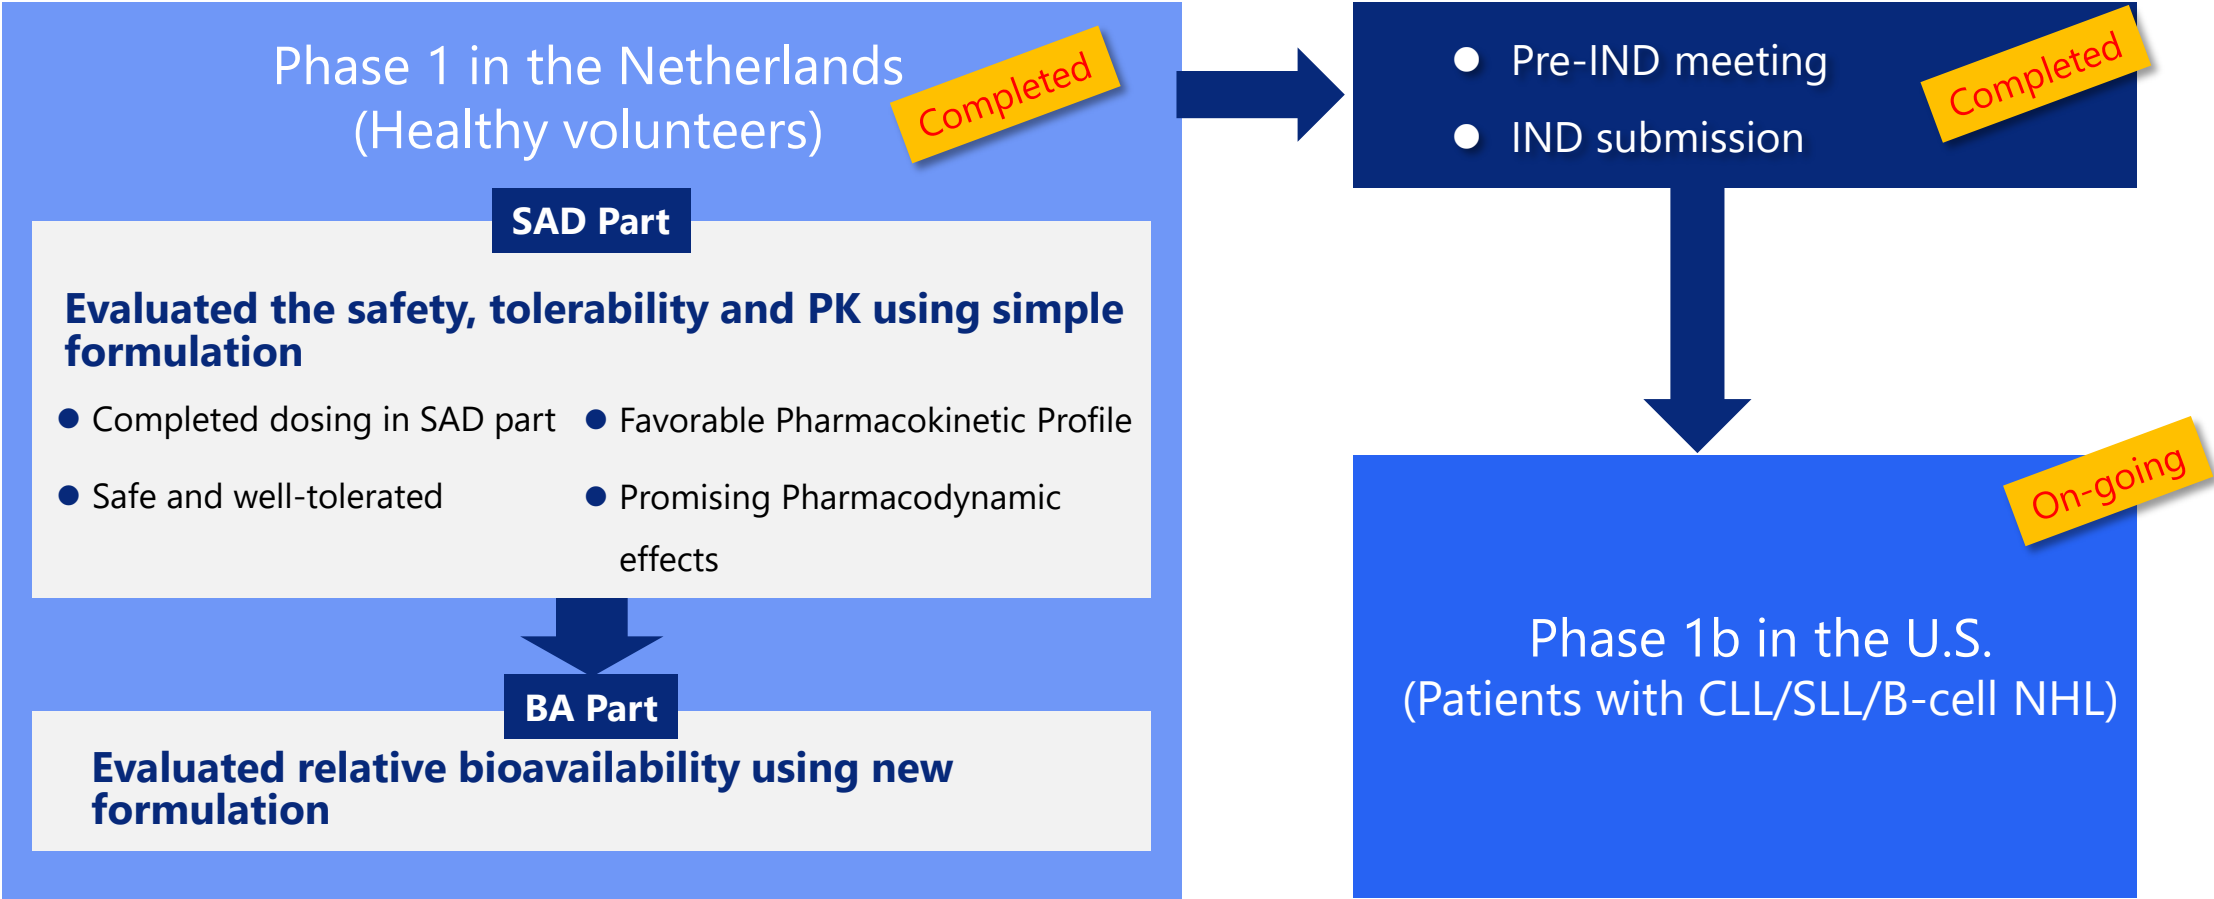 Phase 1 in the Netherlands
(Healthy volunteers)
Completed
SAD Part
Evaluated the safety, tolerability and PK using simple
formulation
Completed dosing in SAD part
Safe and well-tolerated
Favorable Pharmacokinetic Profile
Promising Pharmacodynamic
effects
BA Part
Evaluated relative bioavailability using new
formulation
Pre-IND meeting
IND submission
Completed
On-going
Phase 1b in the U.S.
(Patients with CLL/SLL/B-cell NHL)